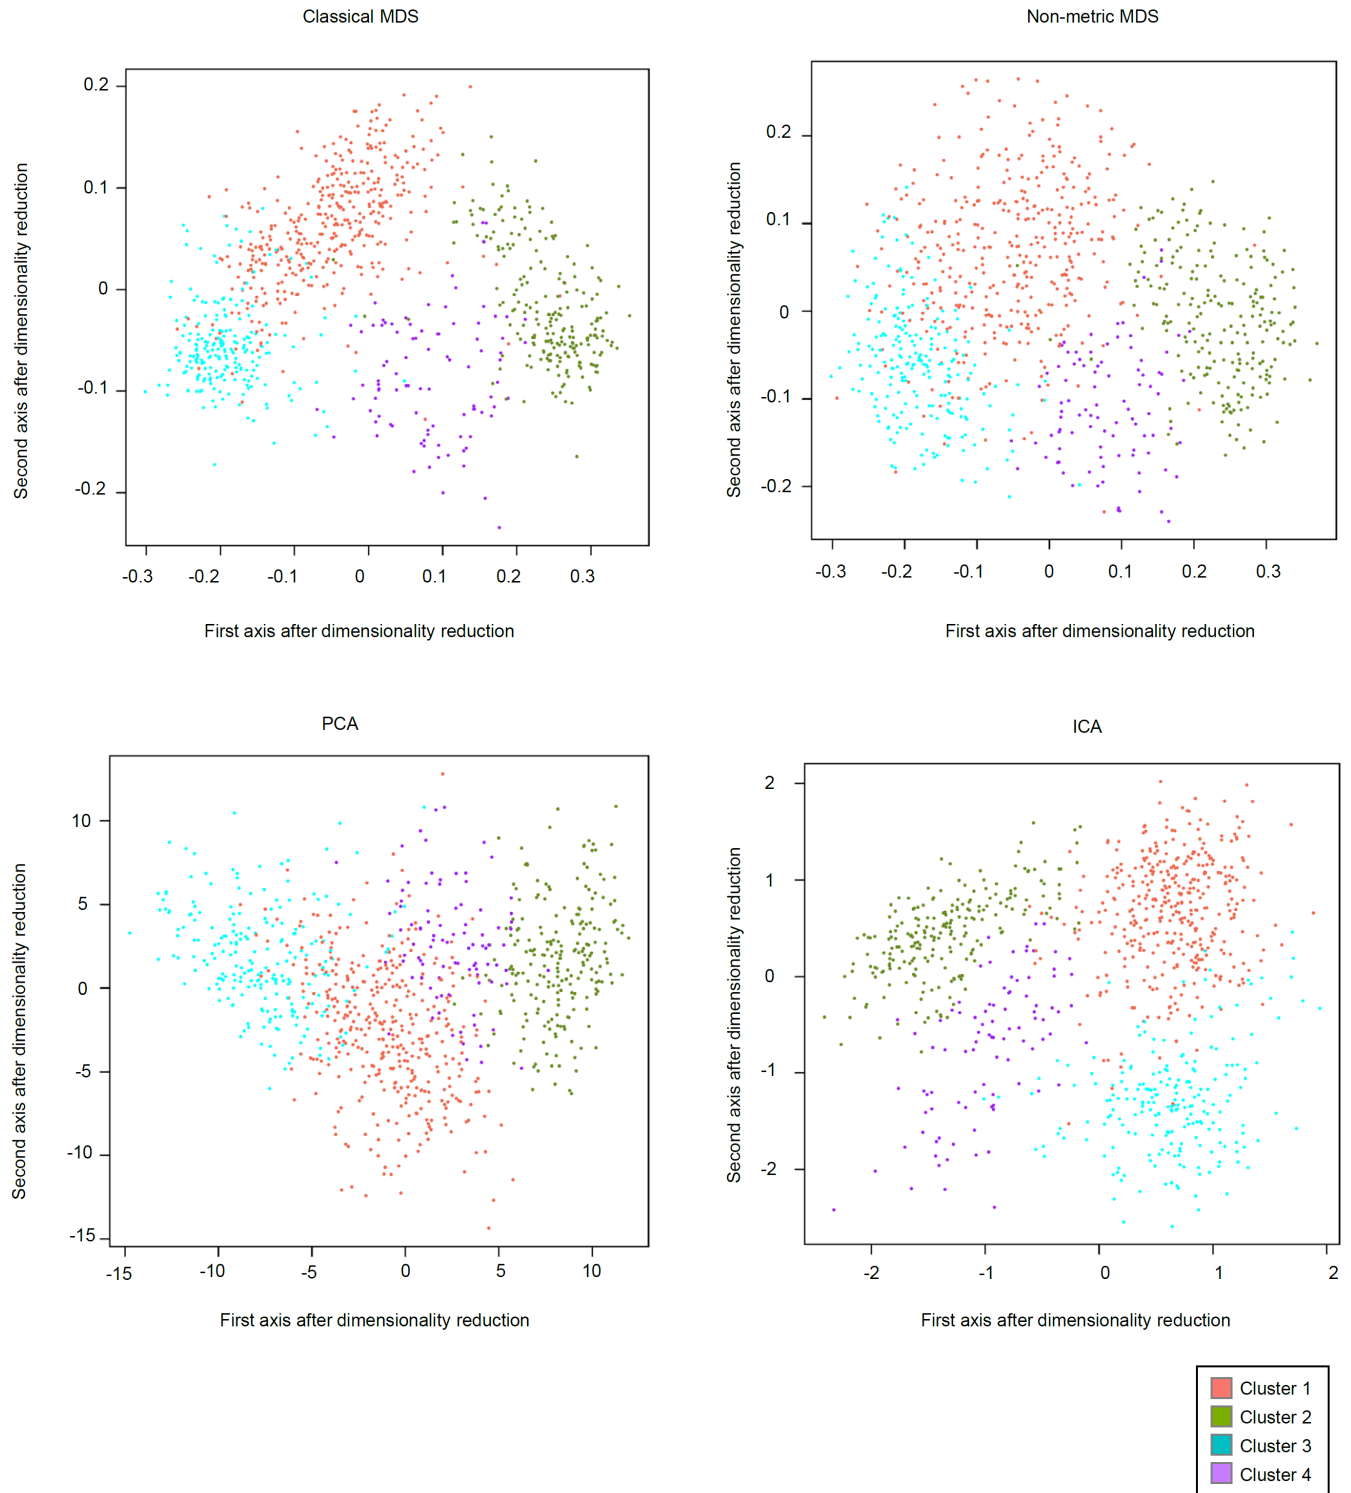 Classical MDS
Non-metric MDS
Second axis after dimensionality reduction
0.2
0.1
0
-0.1
-0.2
-0.3 -0.2 -0.1 0 0.1 0.2 0.3
First axis after dimensionality reduction
Second axis after dimensionality reduction
0.2
0.1
0
-0.1
-0.2
-0.3 -0.2 -0.1 0 0.1 0.2 0.3
First axis after dimensionality reduction
PCA
ICA
Second axis after dimensionality reduction
10
5
0
-5
-10
-15
-15 -10 -5 0 5 10
First axis after dimensionality reduction
Second axis after dimensionality reduction
2
1
0
-1
-2
-2 -1 0 1 2
First axis after dimensionality reduction
Cluster 1
Cluster 2
Cluster 3
Cluster 4